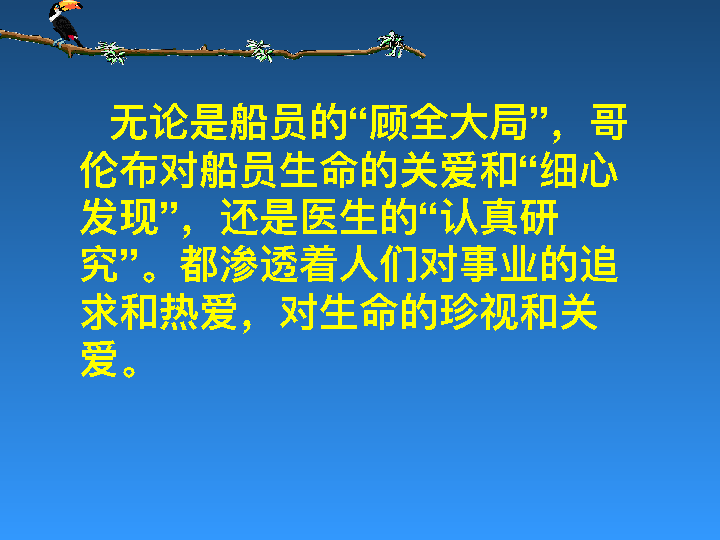 无论是船员的“顾全大局”，哥
伦布对船员生命的关爱和“细心
发现”，还是医生的“认真研
究”。都渗透着人们对事业的追
求和热爱，对生命的珍视和关
爱。